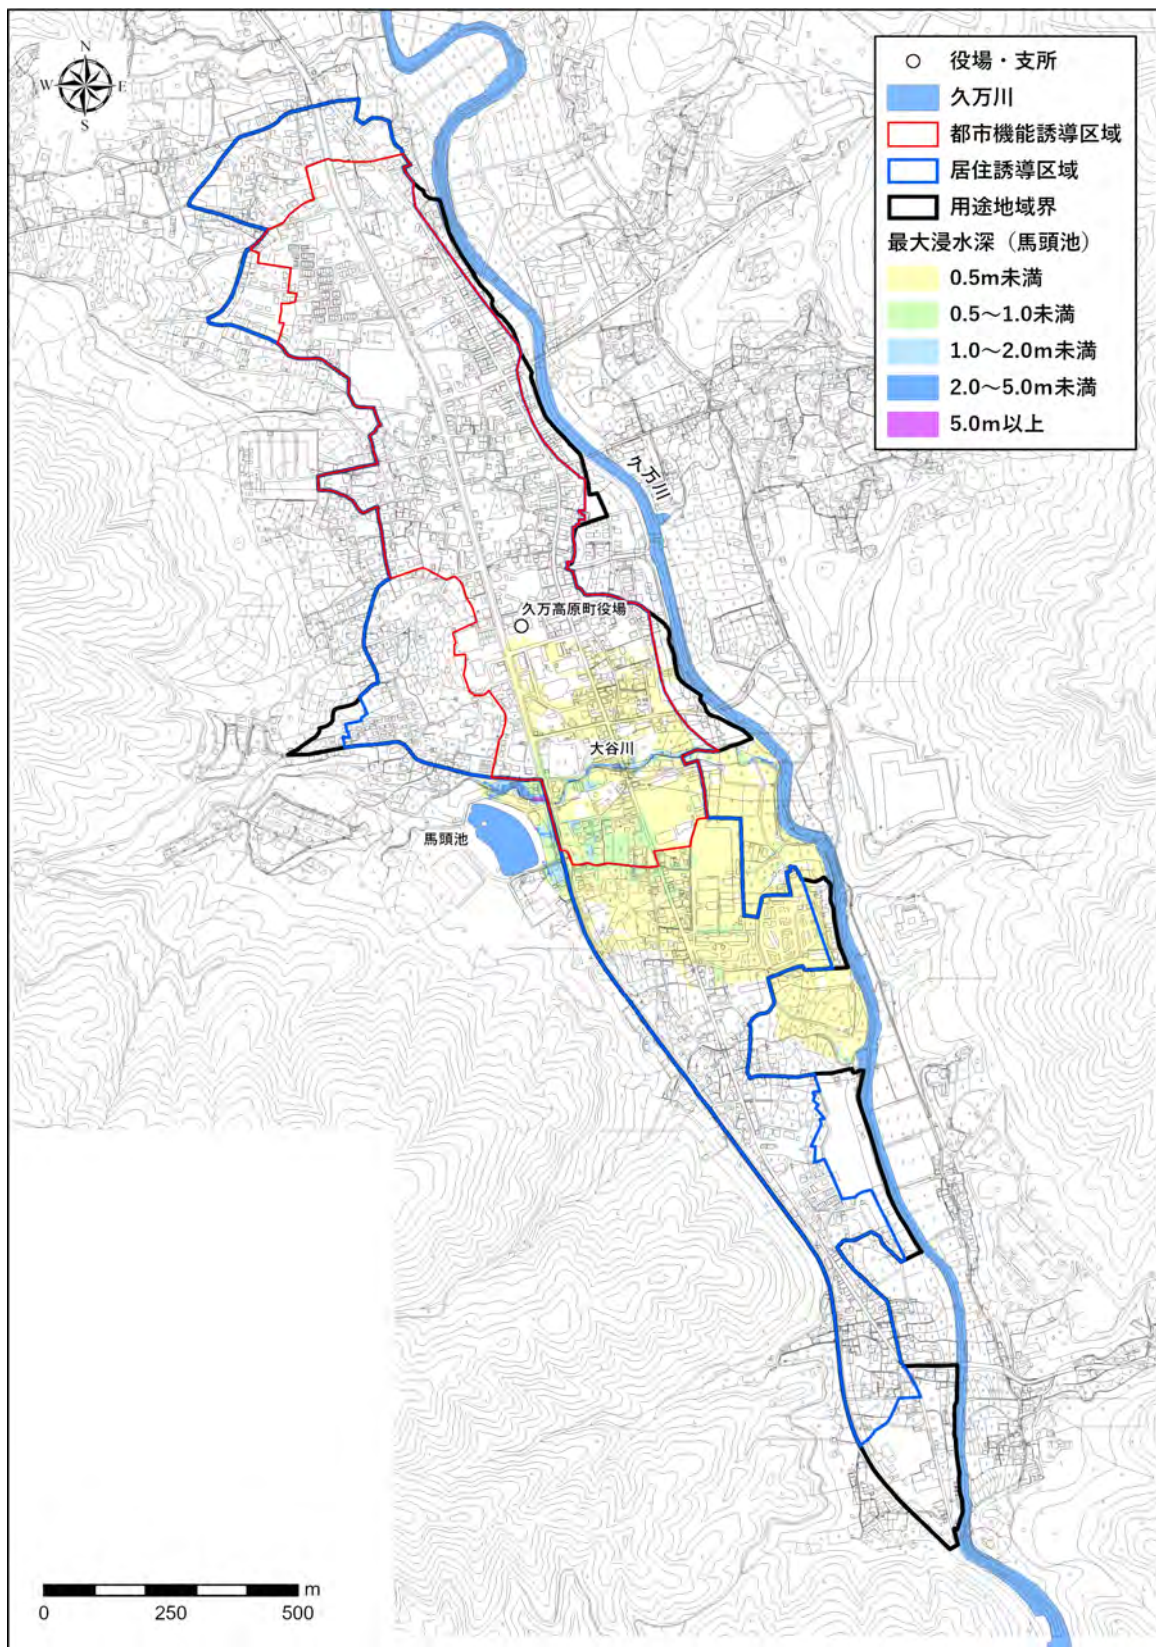 N
W
E
S
役場・支所
久万川
都市機能誘導区域
居住誘導区域
用途地域界
最大浸水深（馬頭池）
0.5m未満
0.5～1.0未満
1.0～2.0m未満
2.0～5.0m未満
5.0m以上
久万川
久万高原町役場
大谷川
馬頭池
m
0
250
500